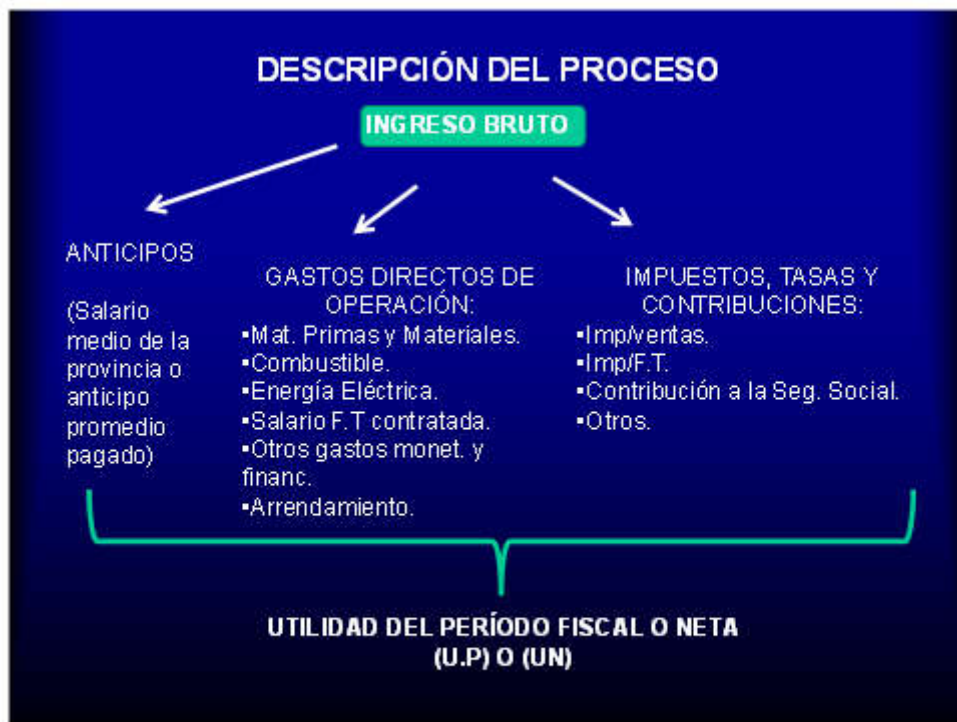 DESCRIPCIÓN DEL PROCESO
INGRESO BRUTO
ANTICIPOS
(Salario
medio de la
provincia o
anticipo
promedio
pagado)
GASTOS DIRECTOS DE
OPERACIÓN:
▪Mat. Primas y Materiales.
▪Combustible.
▪Energía Eléctrica.
▪Salario F.T contratada.
▪Otros gastos monet. y
financ.
▪Arrendamiento.
IMPUESTOS, TASAS Y
CONTRIBUCIONES:
▪Imp/ventas.
▪Imp/F.T.
▪Contribución a la Seg. Social.
▪Otros.
UTILIDAD DEL PERÍODO FISCAL O NETA
(U.P) O (UN)